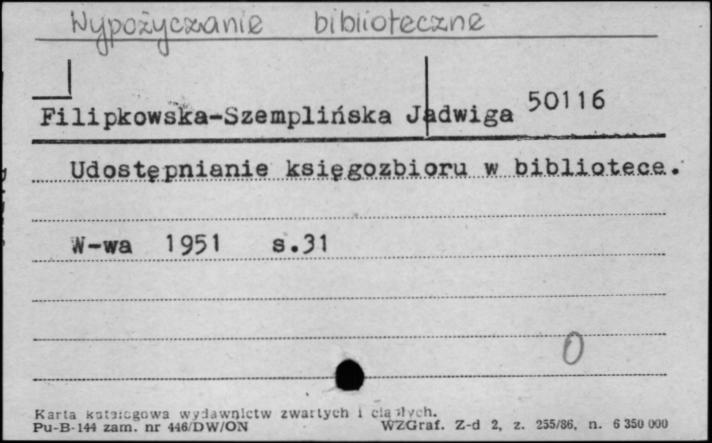 Wypożyczanie biblioteczne
Filipkowska-Szemplińska Jadwiga 50116
Udostępnianie księgozbioru w bibliotece.
W-wa 1951 s.31
0
Karta katalogowa wydawnictw zwartych i ciągłych.
Pu-B-144 zam. nr 446/DW/ON WZGraf. Z-d 2, z. 255/86, n. 6 350 000